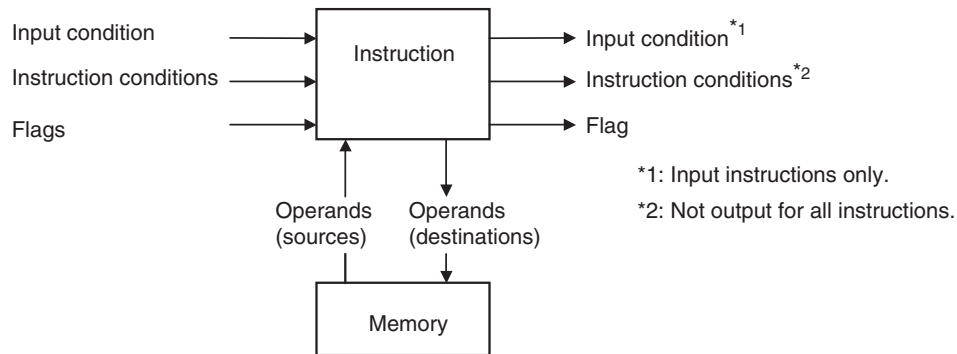 Input condition
Instruction conditions
Flags
Instruction
Input condition*1
Instruction conditions*2
Flag
*1: Input instructions only.
*2: Not output for all instructions.
Operands
(sources)
Operands
(destinations)
Memory